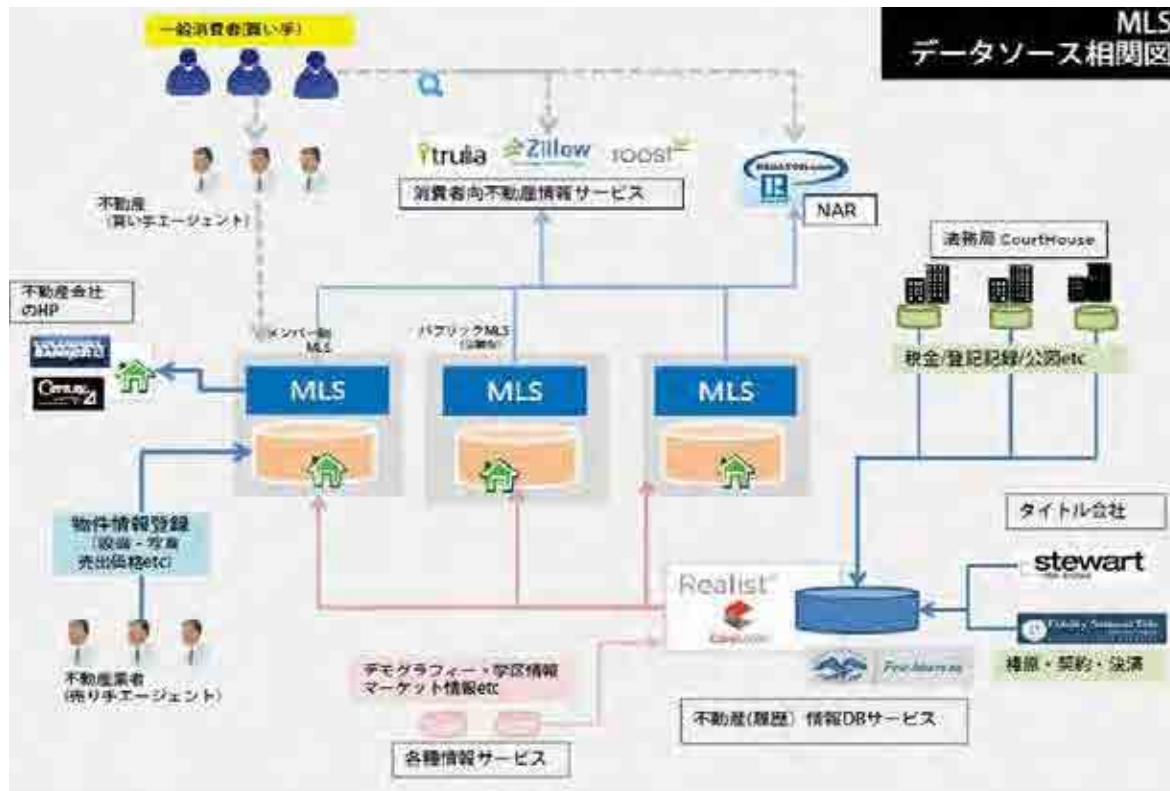 MLS
データソース相関図
一般消費者(買い手)
trulia
Zillow
roost
消費者向不動産情報サービス
REALTOR.com
NAR
不動産
(買い手エージェント)
法務局 CourtHouse
税金/登記記録/公図etc
不動産会社
のHP
メンバー制
MLS
パブリックMLS
MLS
MLS
MLS
物件情報登録
(設備・写真
売出価格etc)
不動産業者
(売り手エージェント)
タイトル会社
stewart
Fidelity National Title
権原・契約・決済
Realist
デモグラフィー・学区情報
マーケット情報etc
各種情報サービス
不動産(履歴)情報DBサービス